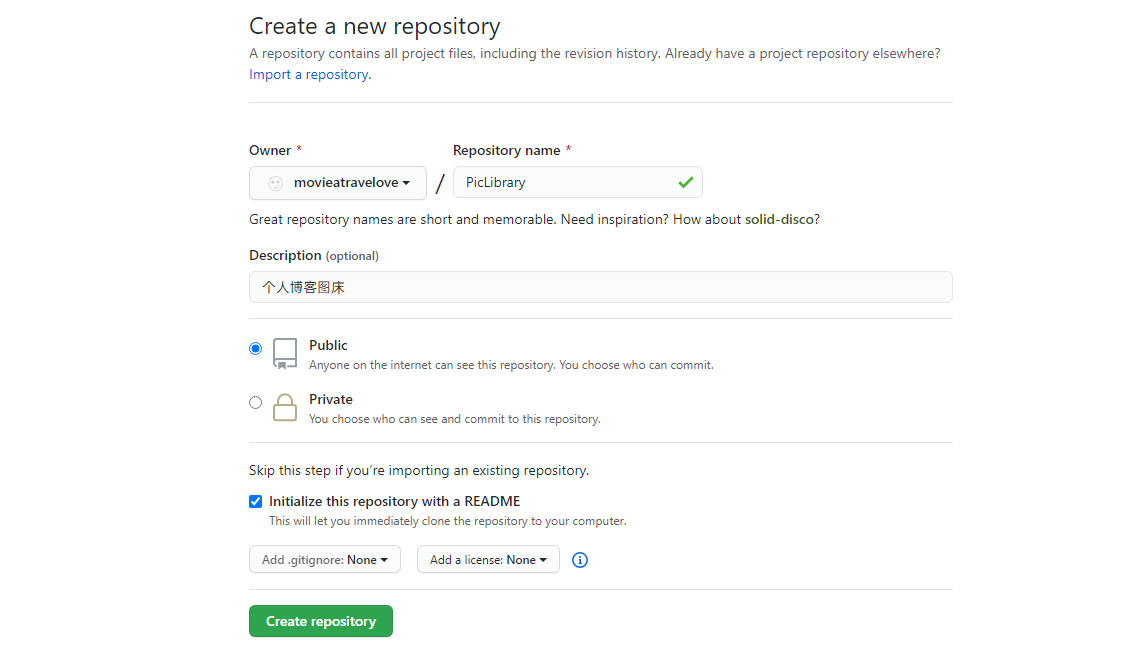 Create a new repository
A repository contains all project files, including the revision history. Already have a project repository elsewhere?
Import a repository.
Owner * Repository name *
movieatravelove / PicLibrary
Great repository names are short and memorable. Need inspiration? How about solid-disco?
Description (optional)
个人博客图床
Public
Anyone on the internet can see this repository. You choose who can commit.
Private
You choose who can see and commit to this repository.
Skip this step if you’re importing an existing repository.
Initialize this repository with a README
This will let you immediately clone the repository to your computer.
Add .gitignore: None Add a license: None
Create repository